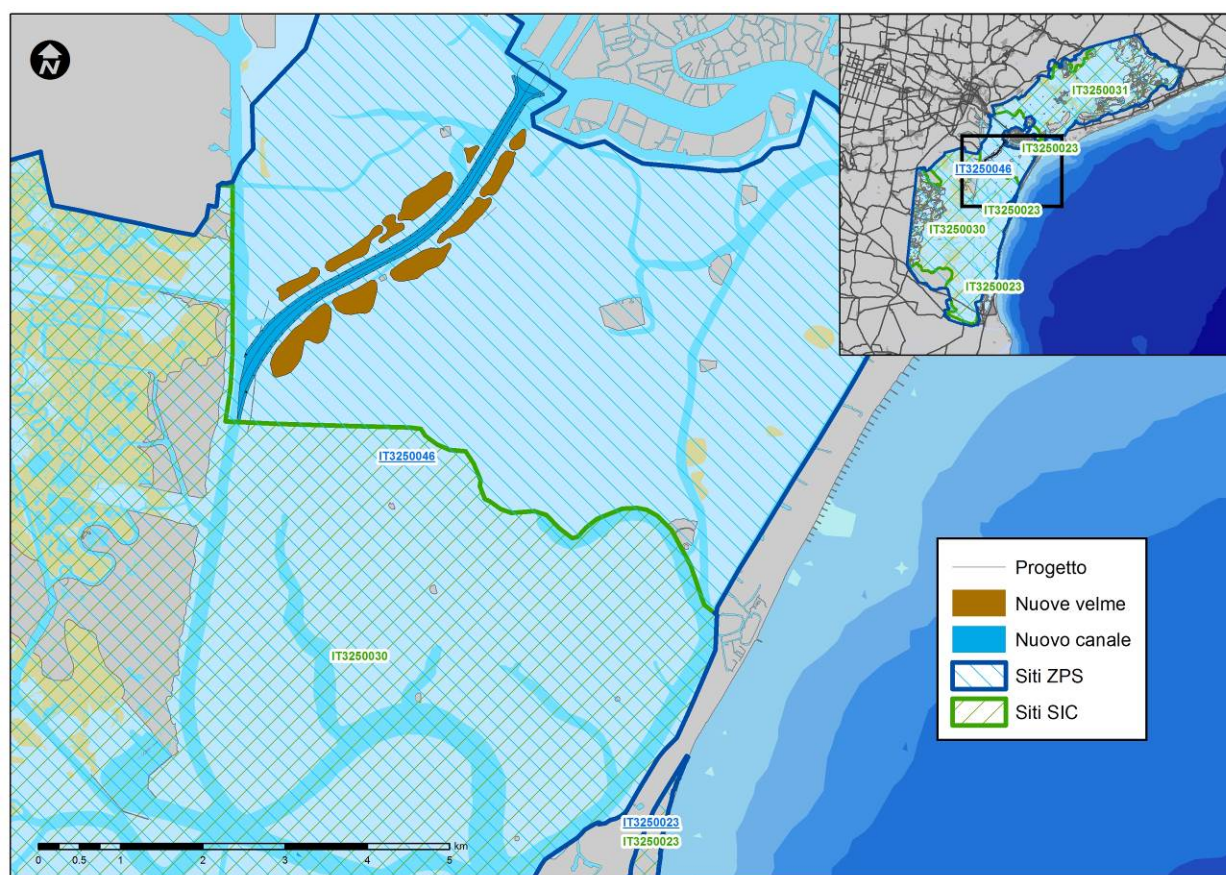 N
IT3250031
IT3250023
IT3250046
IT3250023
IT3250030
IT3250023
IT3250046
IT3250030
Progetto
Nuove velme
Nuovo canale
Siti ZPS
Siti SIC
IT3250023
IT3250023
km
0 0.5 1 2 3 4 5